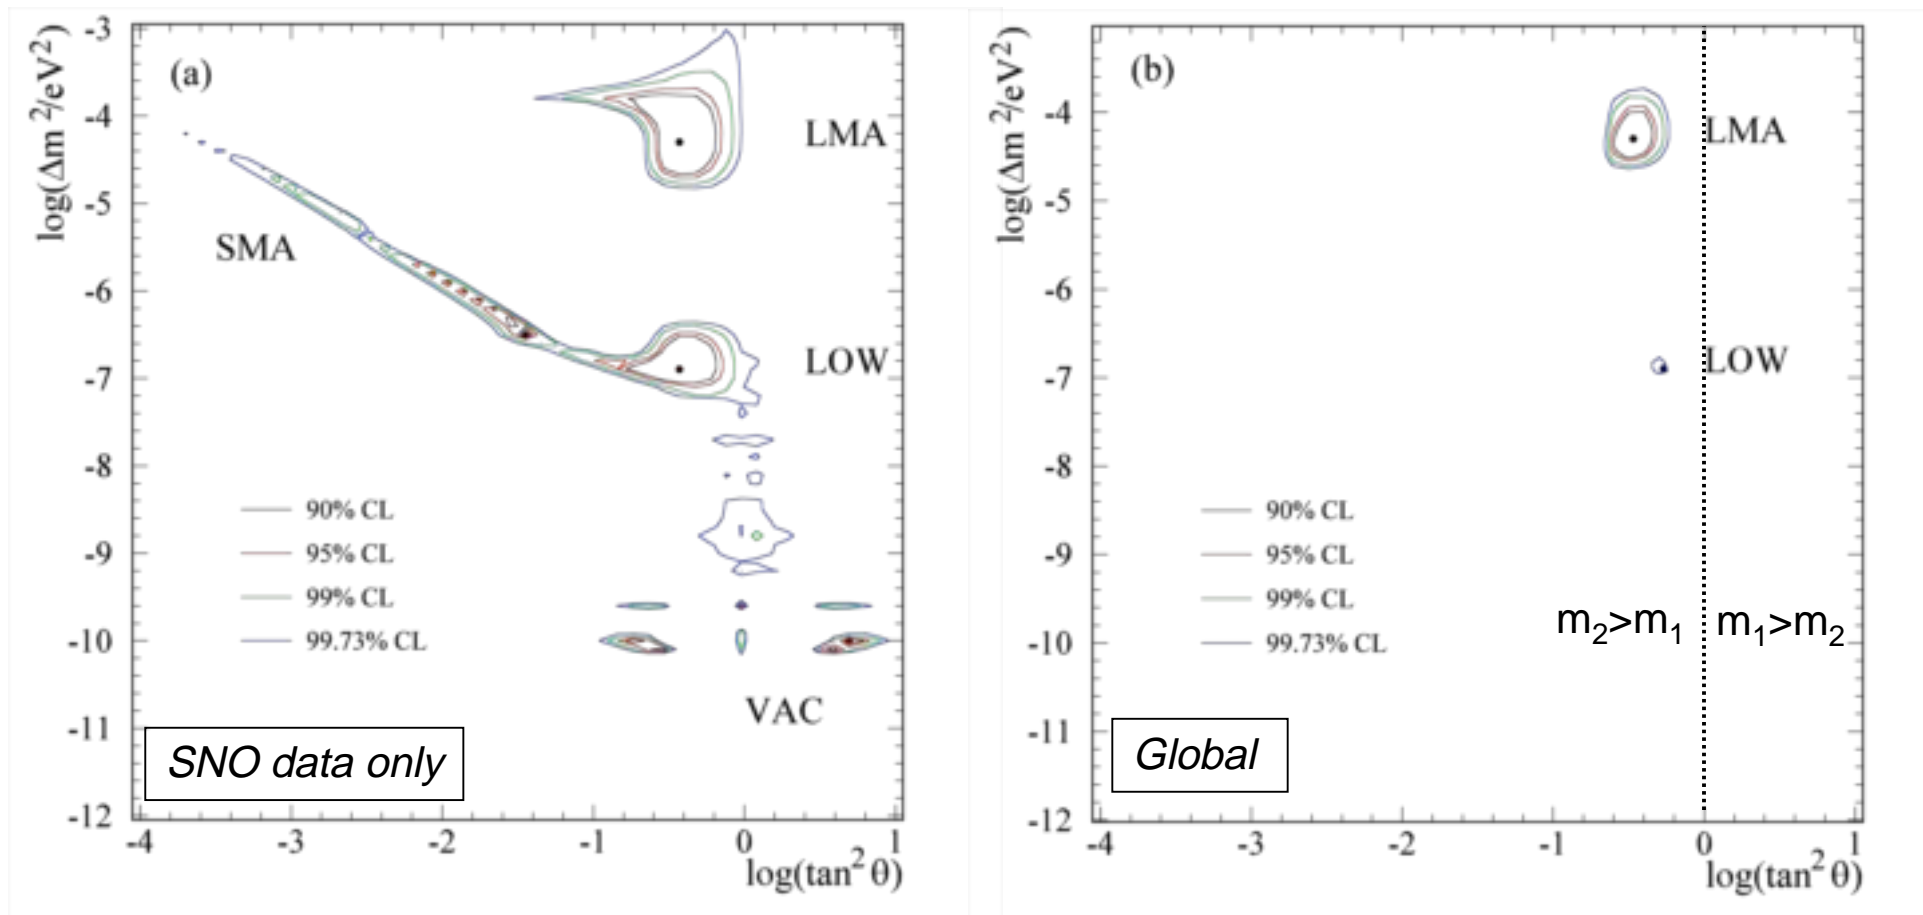 (a)
log(Δm²/eV²)
-3
-4
-5
-6
-7
-8
-9
-10
-11
-12
LMA
SMA
LOW
90% CL
95% CL
99% CL
99.73% CL
VAC
SNO data only
-4 -3 -2 -1 0 1
log(tan² θ)
(b)
log(Δm²/eV²)
-4
-5
-6
-7
-8
-9
-10
-11
-12
LMA
LOW
90% CL
95% CL
99% CL
99.73% CL
m₂>m₁ m₁>m₂
Global
-4 -3 -2 -1 0 1
log(tan² θ)